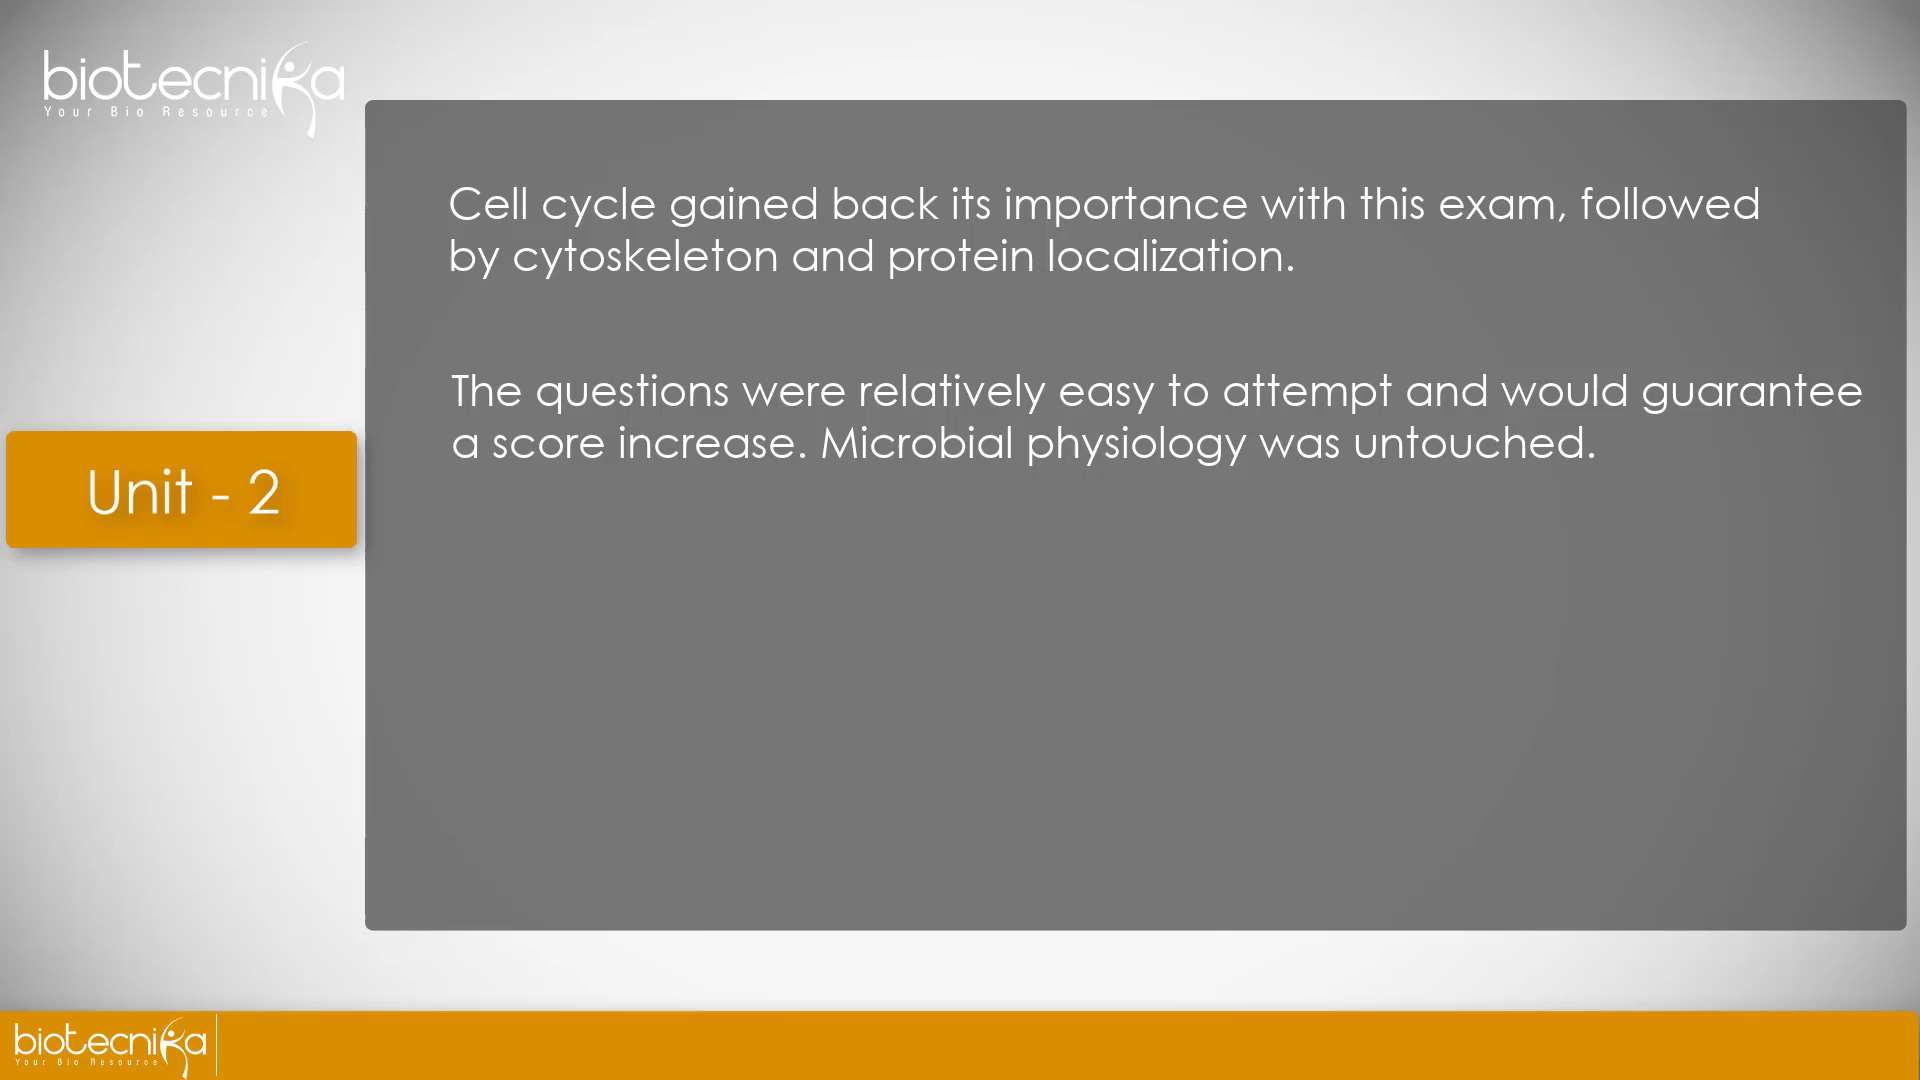 biotecnika
Your Bio Resource
Cell cycle gained back its importance with this exam, followed
by cytoskeleton and protein localization.
The questions were relatively easy to attempt and would guarantee
a score increase. Microbial physiology was untouched.
Unit - 2
biotecnika
Your Bio Resource